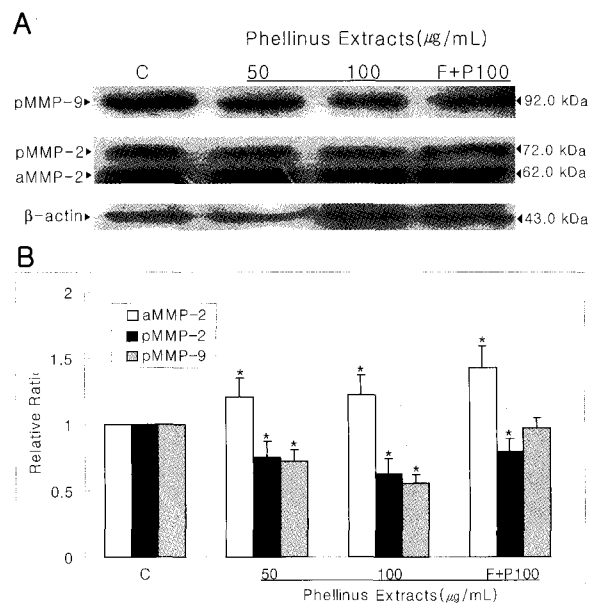 A
Phellinus Extracts(㎍/mL)
C 50 100 F+P100
pMMP-9 92.0 kDa
pMMP-2 72.0 kDa
aMMP-2 62.0 kDa
β-actin 43.0 kDa
B
2
aMMP-2
pMMP-2
pMMP-9
1.5
1
0.5
0
Relative Ratio
* * * * * * * *
C 50 100 F+P100
Phellinus Extracts(㎍/mL)